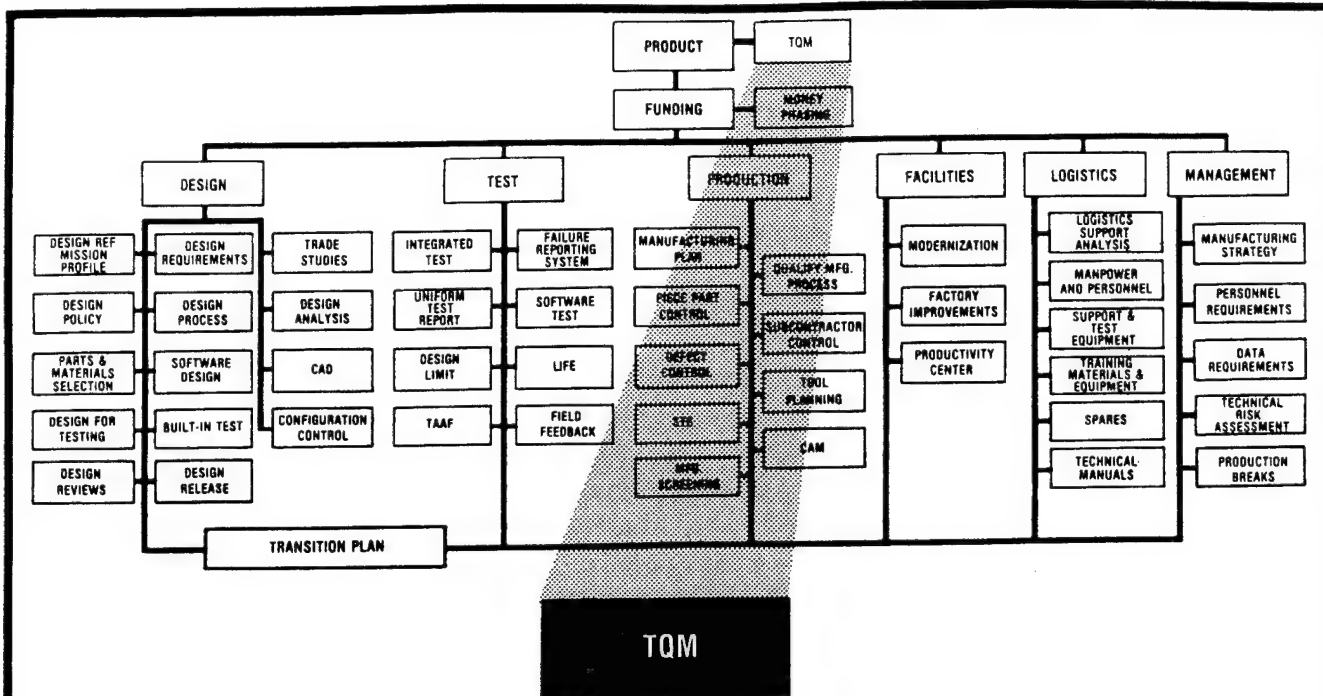 PRODUCT
TQM
FUNDING
MONEY
PHASING
DESIGN
TEST
PRODUCTION
FACILITIES
LOGISTICS
MANAGEMENT
DESIGN REF
MISSION
PROFILE
DESIGN
REQUIREMENTS
TRADE
STUDIES
DESIGN
POLICY
DESIGN
PROCESS
DESIGN
ANALYSIS
PARTS &
MATERIALS
SELECTION
SOFTWARE
DESIGN
CAD
DESIGN FOR
TESTING
BUILT-IN TEST
CONFIGURATION
CONTROL
DESIGN
REVIEWS
DESIGN
RELEASE
INTEGRATED
TEST
FAILURE
REPORTING
SYSTEM
UNIFORM
TEST
REPORT
SOFTWARE
TEST
DESIGN
LIMIT
LIFE
TAAF
FIELD
FEEDBACK
MANUFACTURING
PLAN
QUALIFY MFG.
PROCESS
PIECE PART
CONTROL
SUBCONTRACTOR
CONTROL
DEFECT CONTROL
TOOL
PLANNING
STE
CAM
MFG.
SCREENING
MODERNIZATION
FACTORY
IMPROVEMENTS
PRODUCTIVITY
CENTER
LOGISTICS
SUPPORT
ANALYSIS
MANPOWER
AND PERSONNEL
SUPPORT &
TEST
EQUIPMENT
TRAINING
MATERIALS &
EQUIPMENT
SPARES
TECHNICAL
MANUALS
MANUFACTURING
STRATEGY
PERSONNEL
REQUIREMENTS
DATA
REQUIREMENTS
TECHNICAL
RISK
ASSESSMENT
PRODUCTION
BREAKS
TRANSITION PLAN
TQM